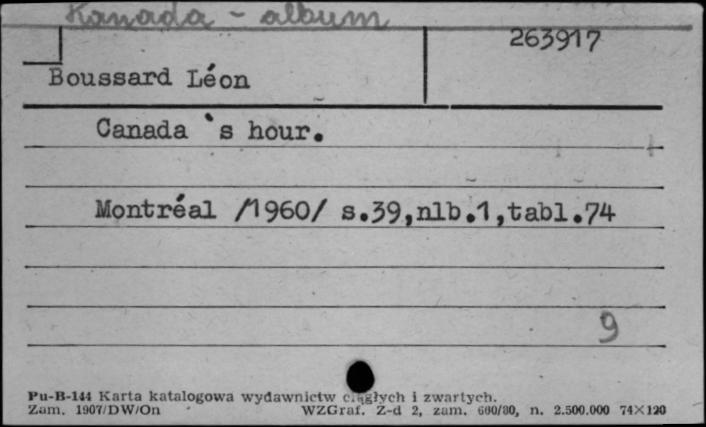 Kanada - album
263917
Boussard Léon
Canada 's hour.
Montréal /1960/ s.39,nlb.1,tabl.74
9
Pu-B-144 Karta katalogowa wydawnictw ciągłych i zwartych.
Zam. 1907/DW/On WZGraf. Z-d 2, zam. 600/80, n. 2.500.000 74×120